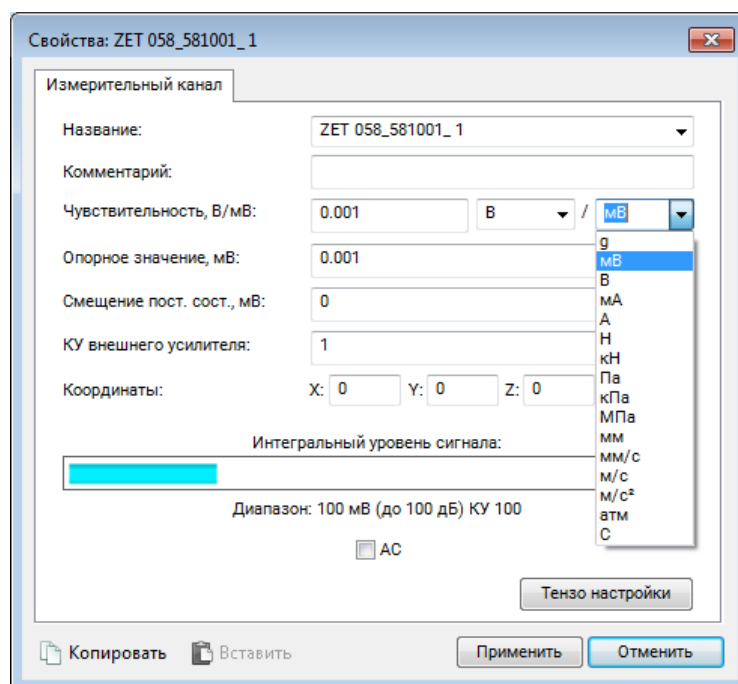 Свойства: ZET 058_581001_ 1
Измерительный канал
Название: ZET 058_581001_ 1
Комментарий:
Чувствительность, В/мВ: 0.001 В / мВ
g
Опорное значение, мВ: 0.001 мВ
В
Смещение пост. сост., мВ: 0 мА
А
Н
КУ внешнего усилителя: 1 кН
Па
Координаты: X: 0 Y: 0 Z: 0 кПа
МПа
мм
Интегральный уровень сигнала: мм/с
м/с
м/с²
Диапазон: 100 мВ (до 100 дБ) КУ 100 атм
С
AC
Тензо настройки
Копировать Вставить Применить Отменить